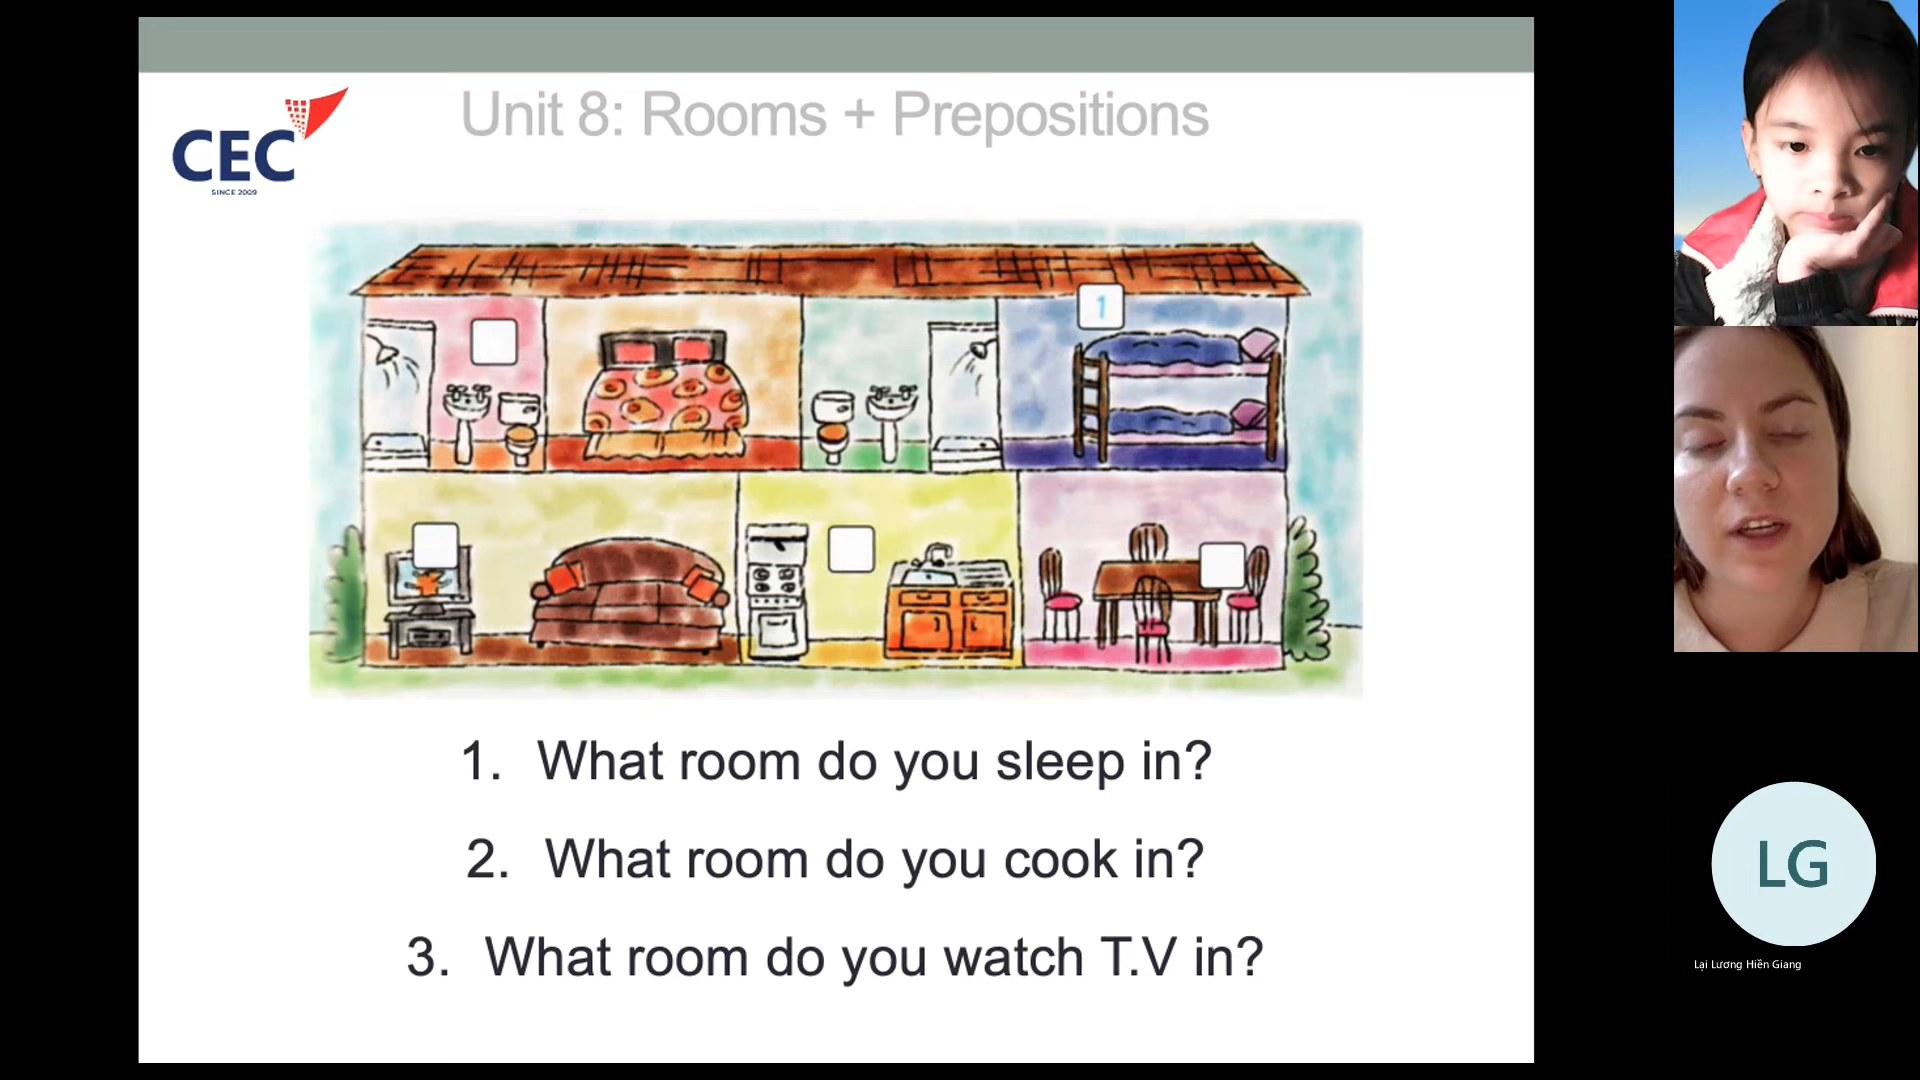 Unit 8: Rooms + Prepositions
CEC
SINCE 2009
1
1. What room do you sleep in?
2. What room do you cook in?
3. What room do you watch T.V in?
LG
Lại Lương Hiền Giang